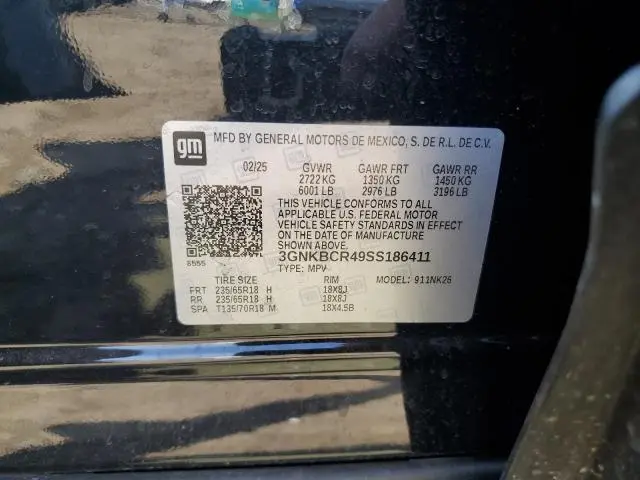 gm
MFD BY GENERAL MOTORS DE MEXICO, S. DE R.L. DE C.V.
02/25 GVWR GAWR FRT GAWR RR
2722 KG 1350 KG 1450 KG
6001 LB 2976 LB 3196 LB
THIS VEHICLE CONFORMS TO ALL
APPLICABLE U.S. FEDERAL MOTOR
VEHICLE SAFETY STANDARDS IN EFFECT
ON THE DATE OF MANUFACTURE
SHOWN ABOVE.
8555 3GNKBCR49SS186411
TYPE: MPV MODEL: 911NK26
TIRE SIZE RIM
FRT 235/65R18 H 18X8J
RR 235/65R18 H 18X8J
SPA T135/70R18 M 18X4.5B